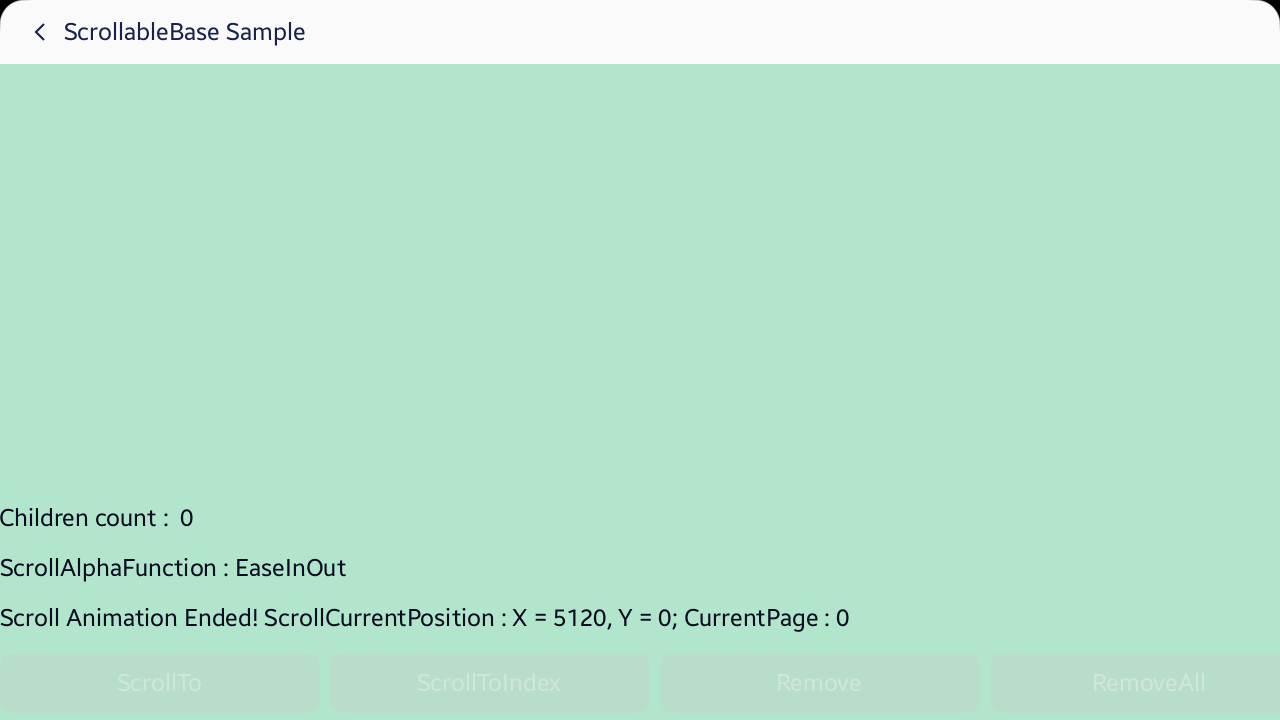 ScrollableBase Sample
Children count :  0
ScrollAlphaFunction : EaseInOut
Scroll Animation Ended! ScrollCurrentPosition : X = 5120, Y = 0; CurrentPage : 0
ScrollTo ScrollToIndex Remove RemoveAll